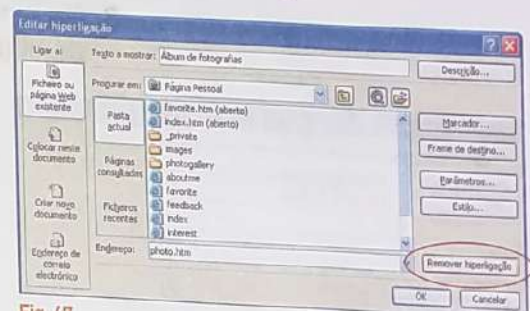 Editar hiperligação
Ligar a:
Texto a mostrar: Álbum de fotografias
Descrição...
Ficheiro ou
página Web
existente
Procurar em: Página Pessoal
Pasta
actual
favorite.htm (aberto)
index.htm (aberto)
_private
images
photogallery
aboutme
favorite
feedback
index
interest
Marcador...
Frame de destino...
Colocar neste
documento
Páginas
consultadas
Parâmetros...
Estilo...
Criar novo
documento
Ficheiros
recentes
Endereço de
correio
electrónico
Endereço: photo.htm
Remover hiperligação
OK
Cancelar